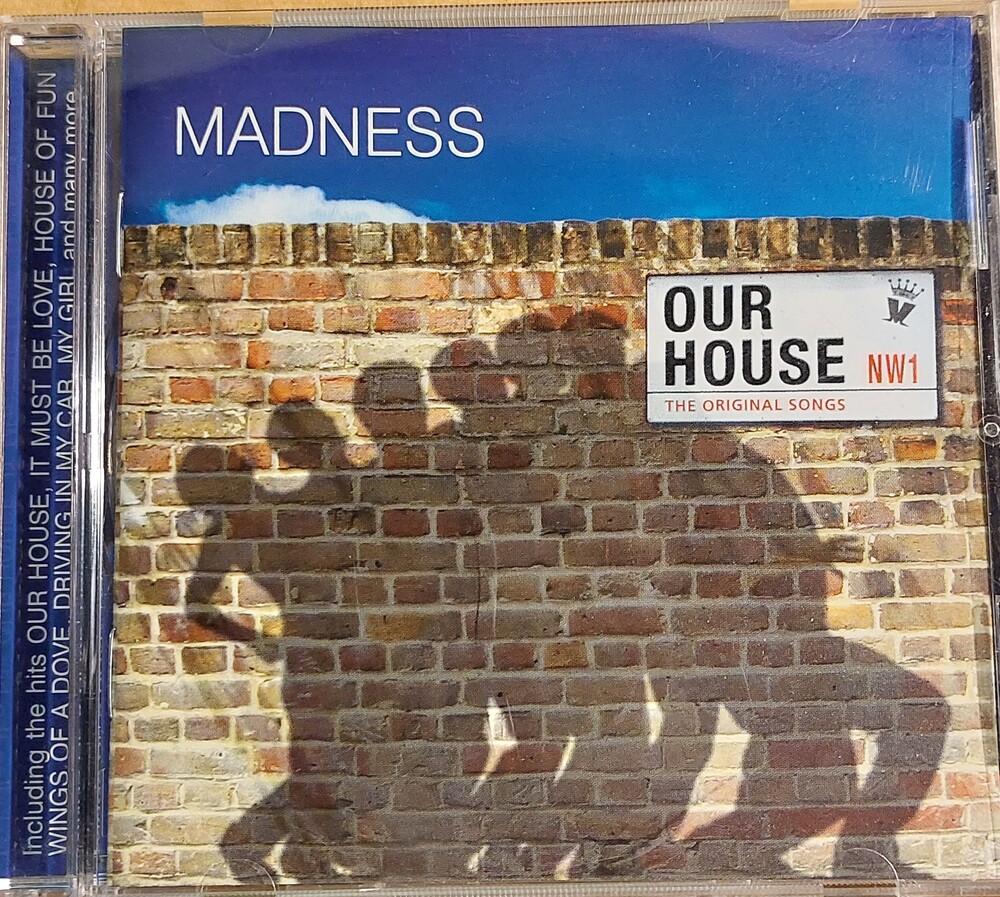 Including the hits OUR HOUSE, IT MUST BE LOVE, HOUSE OF FUN
WINGS OF A DOVE, DRIVING IN MY CAR, MY GIRL and many more
MADNESS
OUR
HOUSE NW1
THE ORIGINAL SONGS